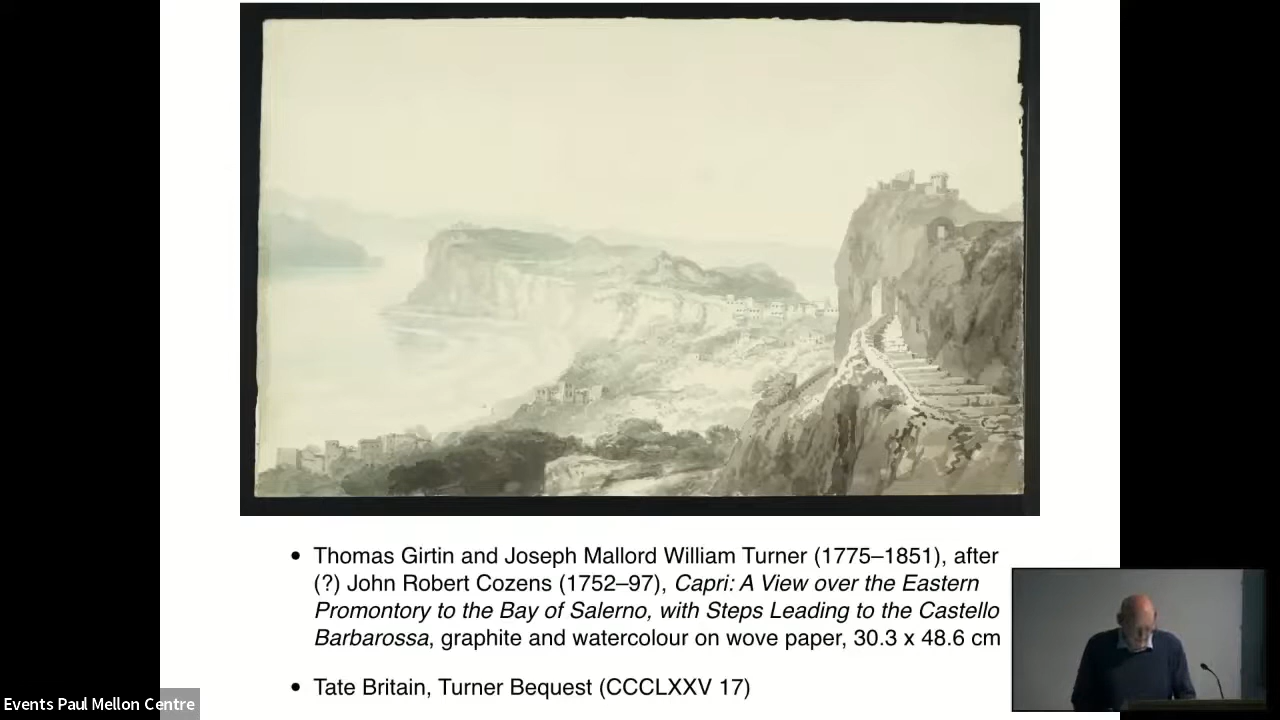 • Thomas Girtin and Joseph Mallord William Turner (1775–1851), after
(?) John Robert Cozens (1752–97), Capri: A View over the Eastern
Promontory to the Bay of Salerno, with Steps Leading to the Castello
Barbarossa, graphite and watercolour on wove paper, 30.3 x 48.6 cm
• Tate Britain, Turner Bequest (CCCLXXV 17)
Events Paul Mellon Centre